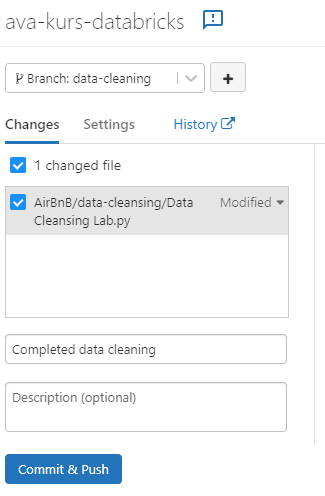 ava-kurs-databricks
Branch: data-cleaning
+
Changes
Settings
History
1 changed file
AirBnB/data-cleansing/Data
Cleansing Lab.py
Modified
Completed data cleaning
Description (optional)
Commit & Push